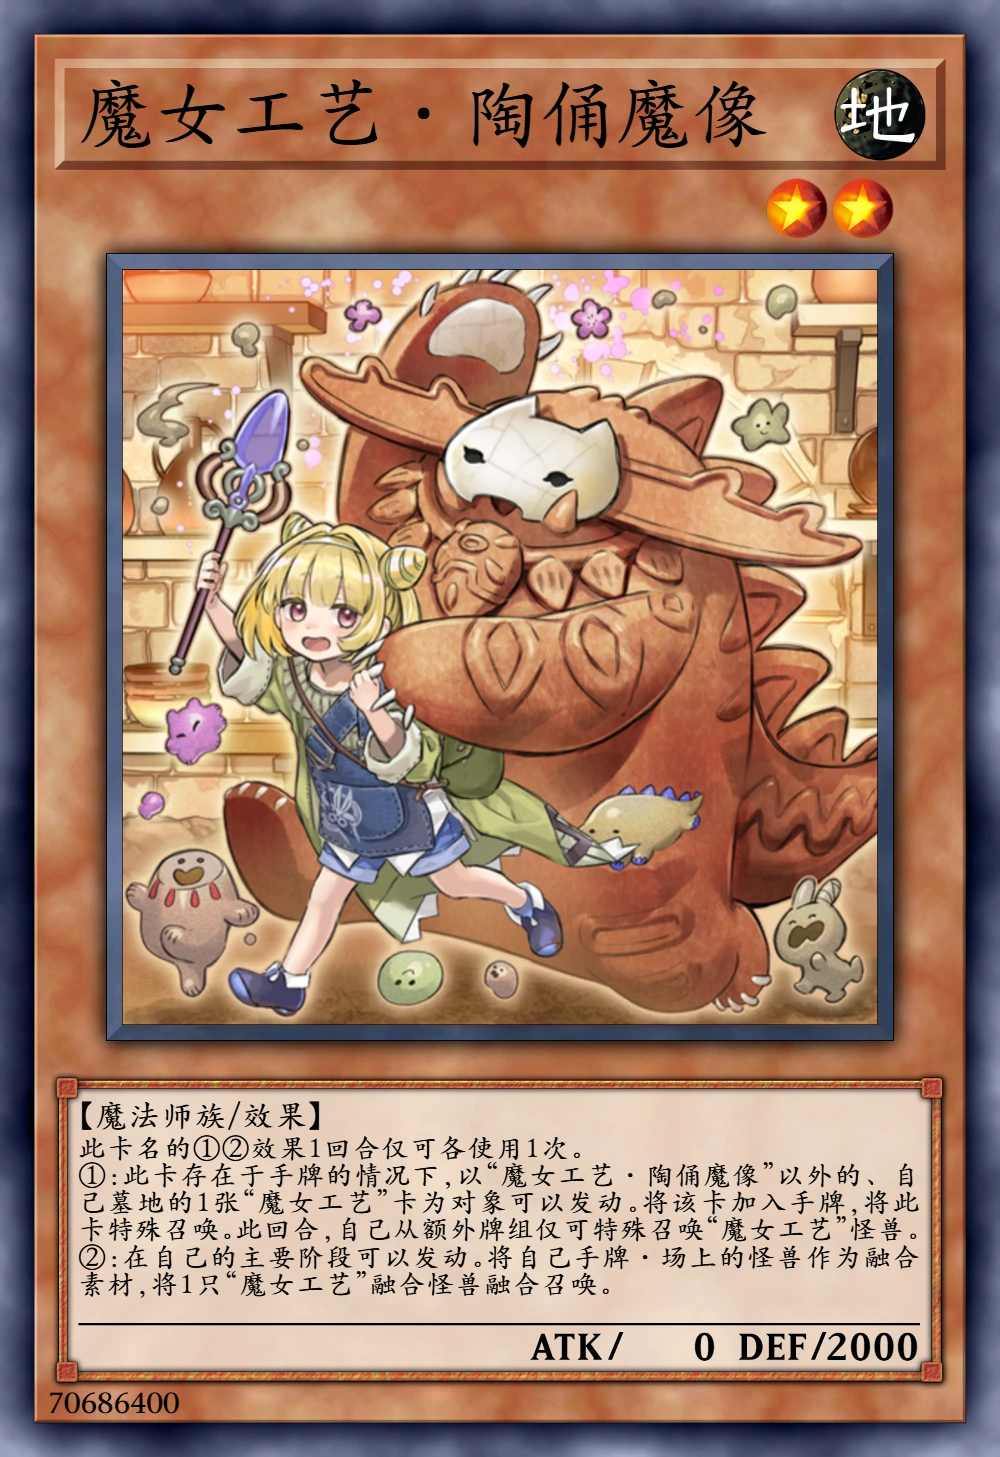 魔女工艺·陶俑魔像
地
【魔法师族/效果】
此卡名的①②效果1回合仅可各使用1次。
①:此卡存在于手牌的情况下,以“魔女工艺·陶俑魔像”以外的、自
己墓地的1张“魔女工艺”卡为对象可以发动。将该卡加入手牌,将此
卡特殊召唤。此回合,自己从额外牌组仅可特殊召唤“魔女工艺”怪兽。
②:在自己的主要阶段可以发动。将自己手牌·场上的怪兽作为融合
素材,将1只“魔女工艺”融合怪兽融合召唤。
ATK/ 0 DEF/2000
70686400